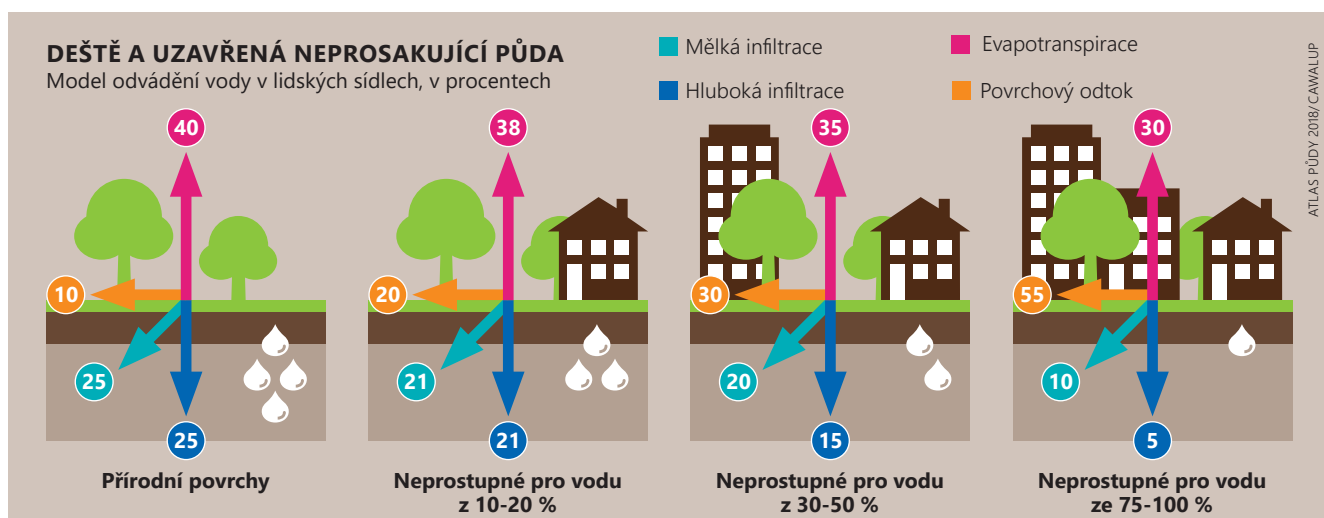 DEŠTĚ A UZAVŘENÁ NEPROSAKUJÍCÍ PŮDA
Model odvádění vody v lidských sídlech, v procentech
Mělká infiltrace
Evapotranspirace
Hluboká infiltrace
Povrchový odtok
ATLAS PŮDY 2018/ CAWALUP
40
10
25
25
Přírodní povrchy
38
20
21
21
Neprostupné pro vodu
z 10-20 %
35
30
20
15
Neprostupné pro vodu
z 30-50 %
30
55
10
5
Neprostupné pro vodu
ze 75-100 %